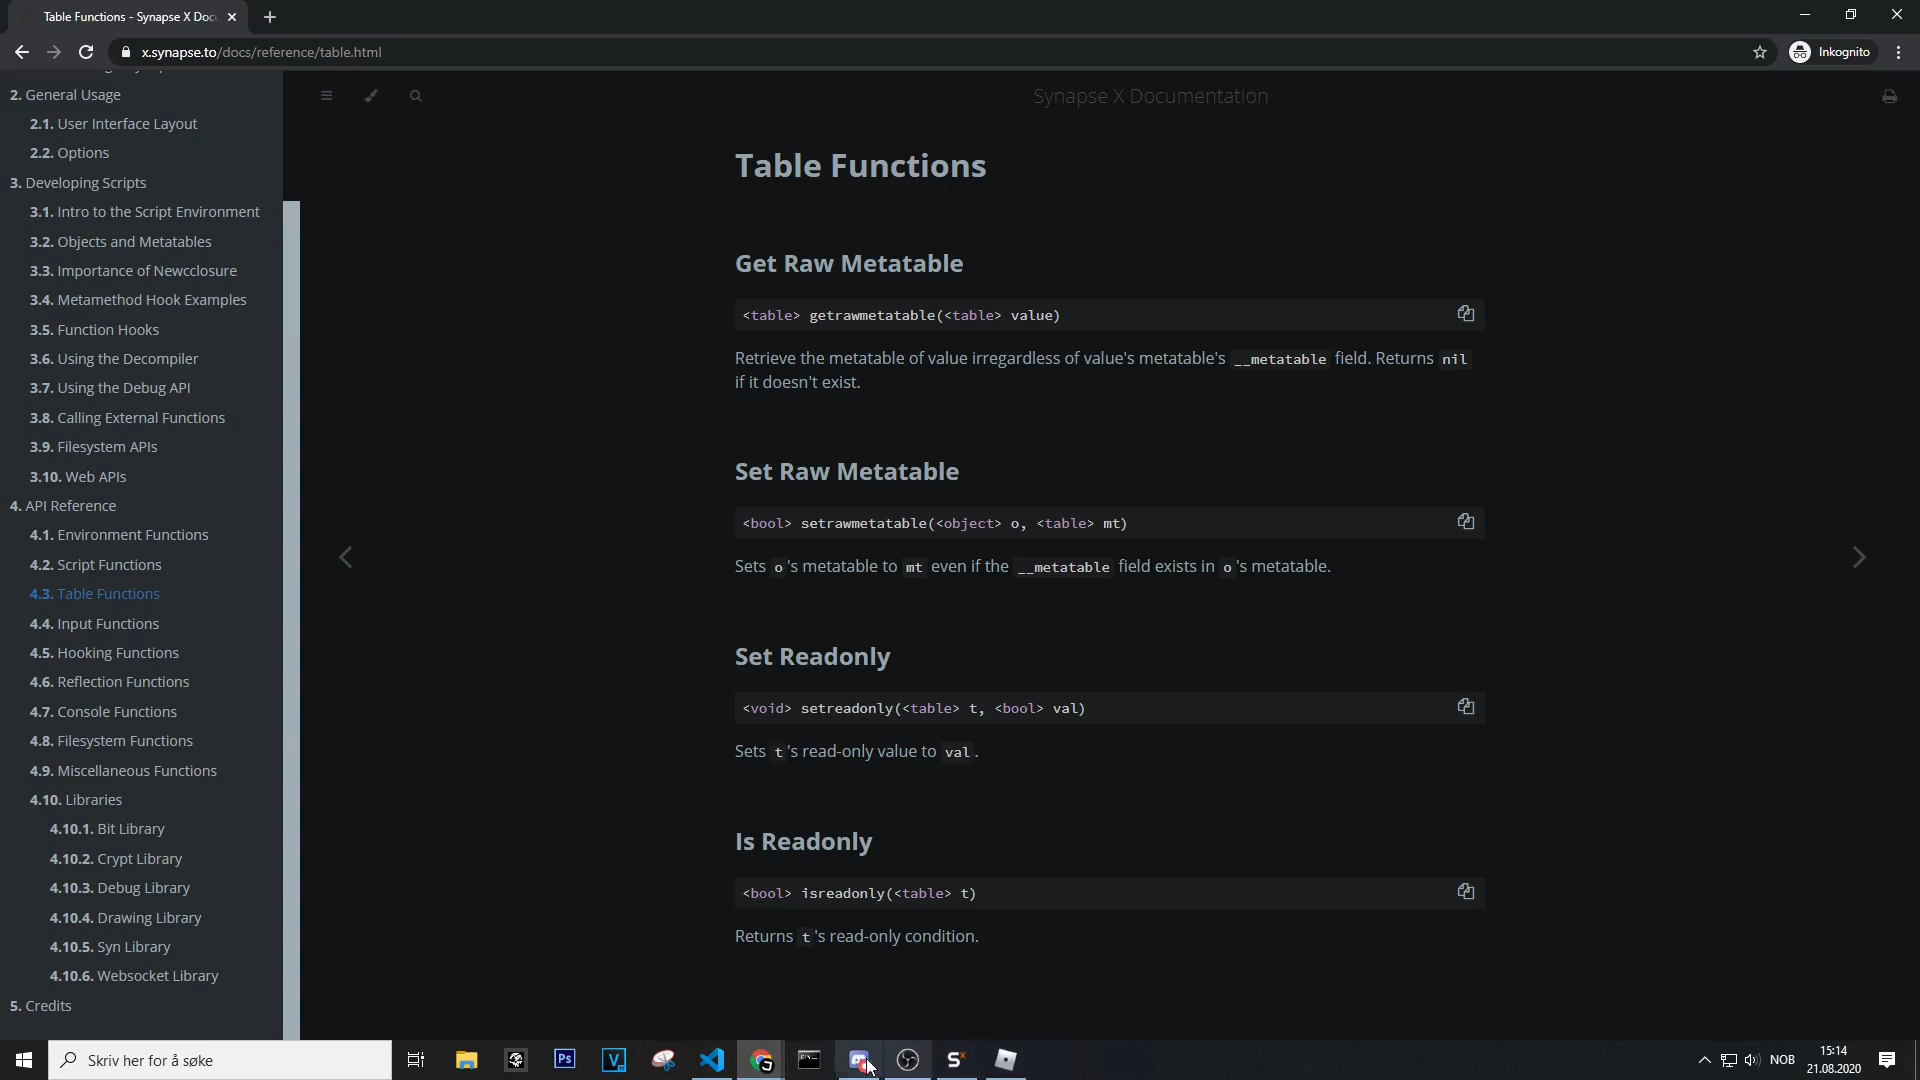 Table Functions - Synapse X Doc
x.synapse.to/docs/reference/table.html
Inkognito
2. General Usage
2.1. User Interface Layout
2.2. Options
3. Developing Scripts
3.1. Intro to the Script Environment
3.2. Objects and Metatables
3.3. Importance of Newcclosure
3.4. Metamethod Hook Examples
3.5. Function Hooks
3.6. Using the Decompiler
3.7. Using the Debug API
3.8. Calling External Functions
3.9. Filesystem APIs
3.10. Web APIs
4. API Reference
4.1. Environment Functions
4.2. Script Functions
4.3. Table Functions
4.4. Input Functions
4.5. Hooking Functions
4.6. Reflection Functions
4.7. Console Functions
4.8. Filesystem Functions
4.9. Miscellaneous Functions
4.10. Libraries
4.10.1. Bit Library
4.10.2. Crypt Library
4.10.3. Debug Library
4.10.4. Drawing Library
4.10.5. Syn Library
4.10.6. Websocket Library
5. Credits
Synapse X Documentation
Table Functions
Get Raw Metatable
<table> getrawmetatable(<table> value)
Retrieve the metatable of value irregardless of value's metatable's __metatable field. Returns nil
if it doesn't exist.
Set Raw Metatable
<bool> setrawmetatable(<object> o, <table> mt)
Sets o's metatable to mt even if the __metatable field exists in o's metatable.
Set Readonly
<void> setreadonly(<table> t, <bool> val)
Sets t's read-only value to val.
Is Readonly
<bool> isreadonly(<table> t)
Returns t's read-only condition.
Skriv her for å søke
Ps
V
S x
NOB
15:14
21.08.2020